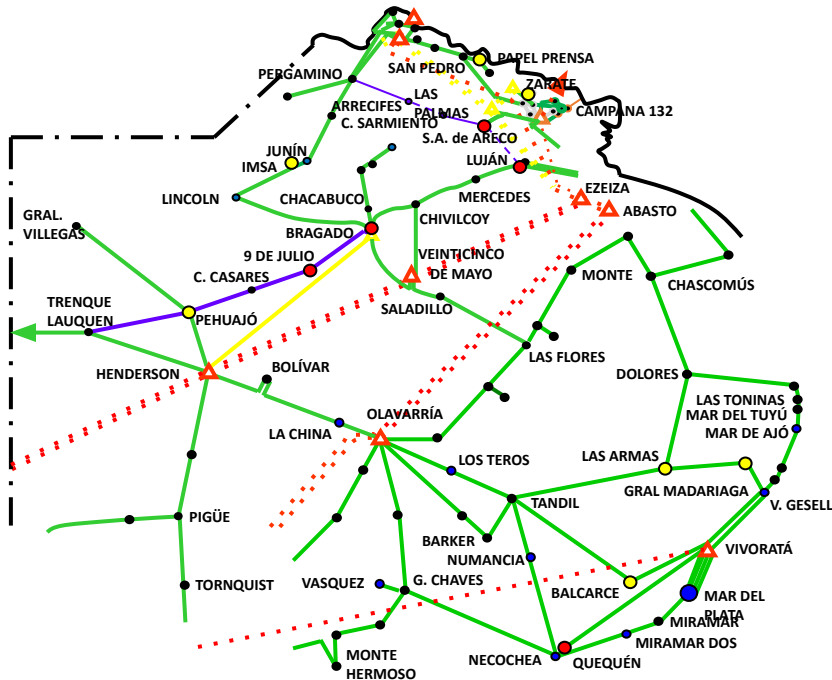 PAPEL PRENSA
SAN PEDRO
PERGAMINO
ZARATE
LAS
PALMAS
ARRECIFES
CAMPANA 132
C. SARMIENTO
S.A. de ARECO
JUNÍN
IMSA
LUJÁN
LINCOLN
CHACABUCO
MERCEDES
EZEIZA
ABASTO
GRAL.
VILLEGAS
BRAGADO
CHIVILCOY
9 DE JULIO
VEINTICINCO
DE MAYO
C. CASARES
MONTE
CHASCOMÚS
TRENQUE
LAUQUEN
PEHUAJÓ
SALADILLO
LAS FLORES
HENDERSON
BOLÍVAR
DOLORES
LAS TONINAS
MAR DEL TUYÚ
MAR DE AJÓ
OLAVARRÍA
LA CHINA
LOS TEROS
LAS ARMAS
GRAL MADARIAGA
V. GESELL
TANDIL
PIGÜE
BARKER
NUMANCIA
VIVORATÁ
TORNQUIST
VASQUEZ
G. CHAVES
BALCARCE
MAR DEL
PLATA
MIRAMAR
MIRAMAR DOS
MONTE
HERMOSO
NECOCHEA
QUEQUÉN